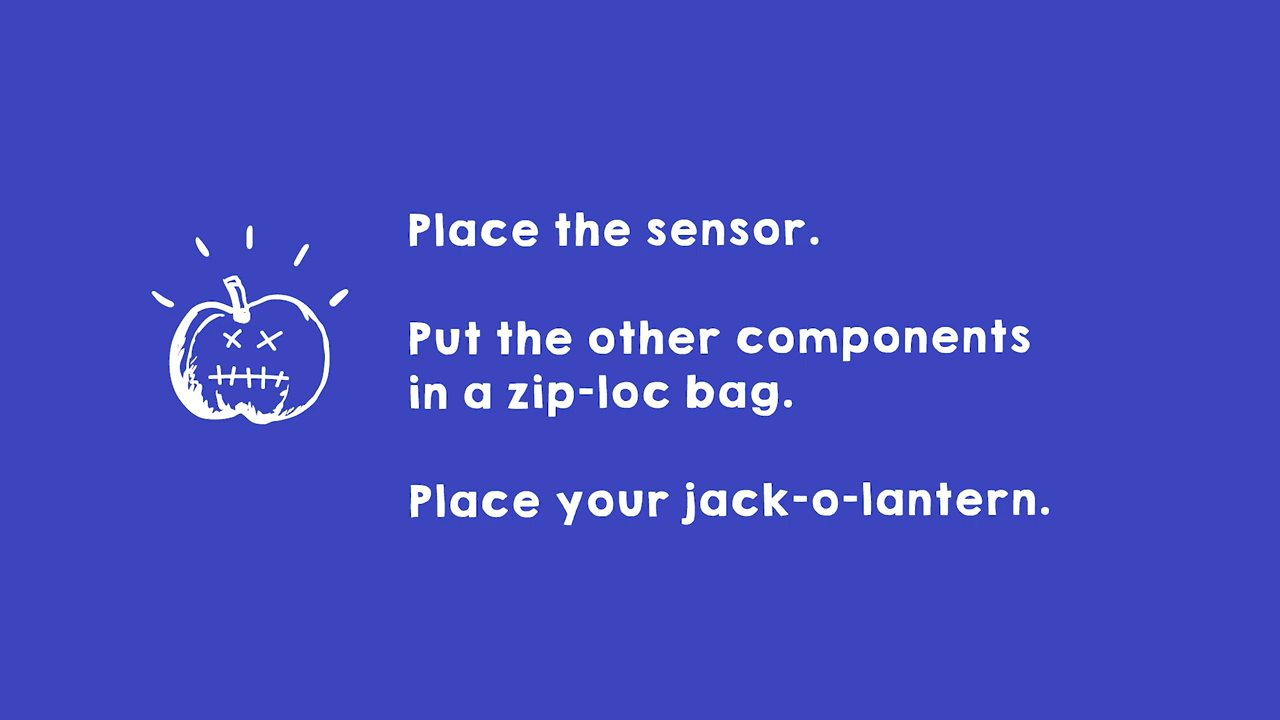 Place the sensor.
Put the other components
in a zip-loc bag.
Place your jack-o-lantern.